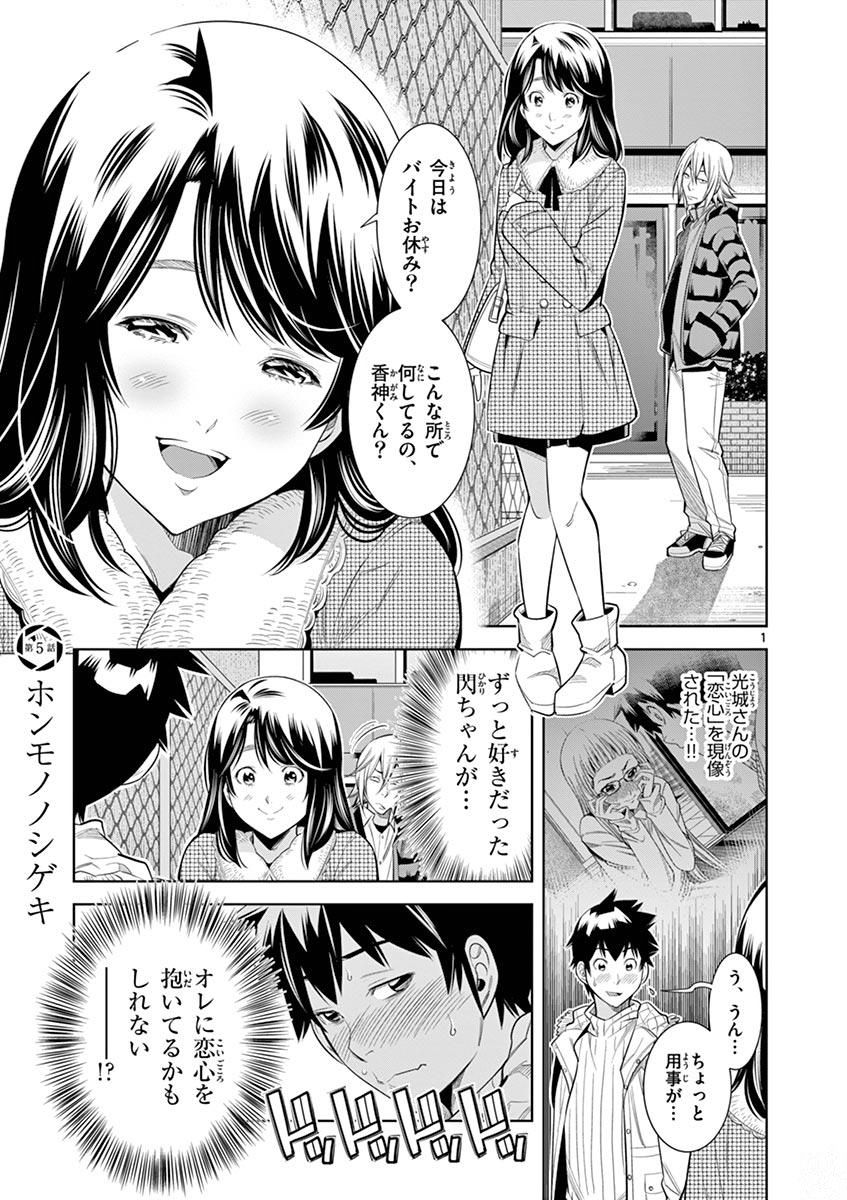 今日は
バイトお休み？
こんな所で
何してるの、
香神くん？
1
第5話
ホンモノノシゲキ
光城さんの
「恋心」を現像
された…!!
う、うん…
ちょっと
用事が…
ずっと好きだった
閃ちゃんが…
オレに恋心を
抱いてるかも
しれない
――!?
ドッドッドッドッ